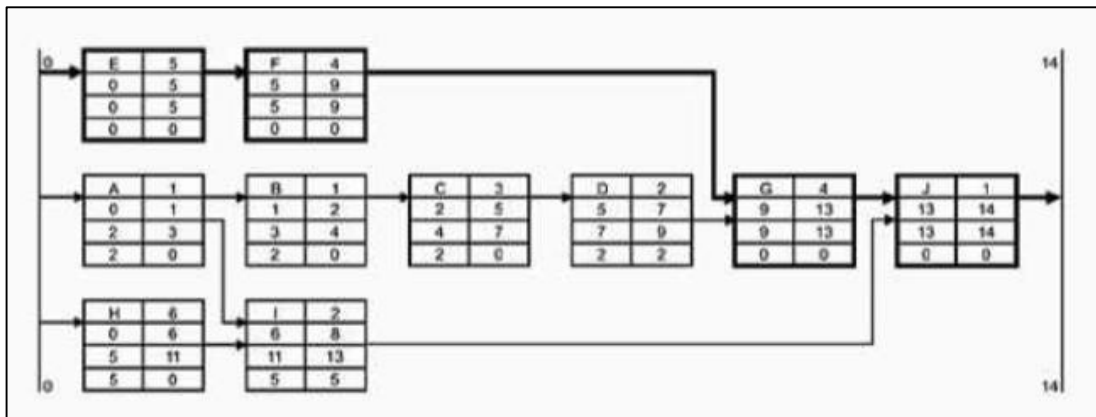 0 14
E 5 F 4
0 5 5 9
0 5 5 9
0 0 0 0
A 1 B 1 C 3 D 2 G 4 J 1
0 1 1 2 2 5 5 7 9 13 13 14
2 3 3 4 4 7 7 9 9 13 13 14
2 0 2 0 2 0 2 2 0 0 0 0
H 6 I 2
0 6 6 8
5 11 11 13
5 0 5 5
0 14